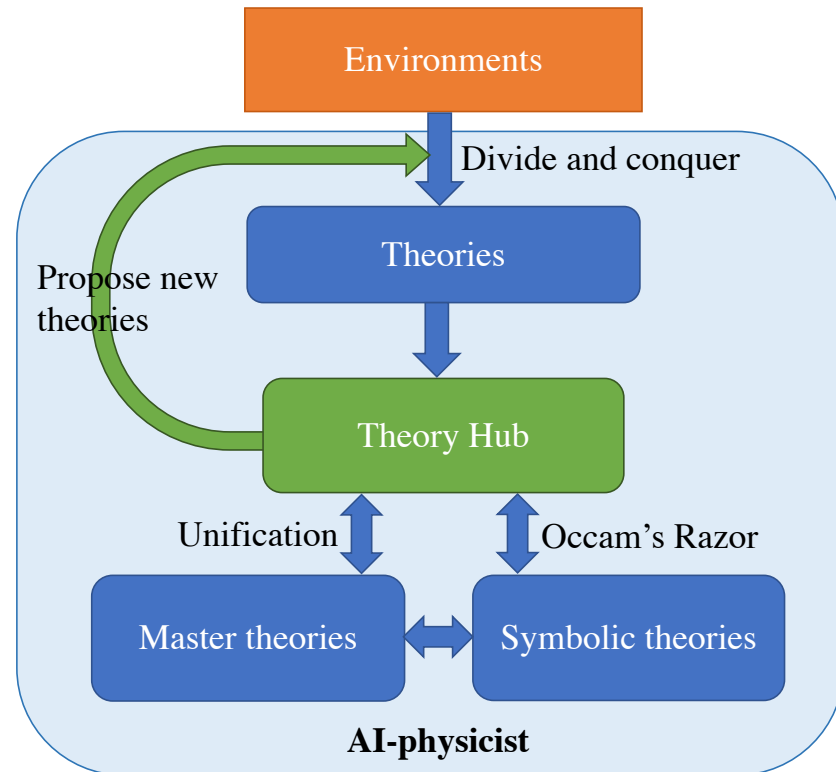 Environments
Divide and conquer
Theories
Propose new
theories
Theory Hub
Unification
Occam’s Razor
Master theories
Symbolic theories
AI-physicist